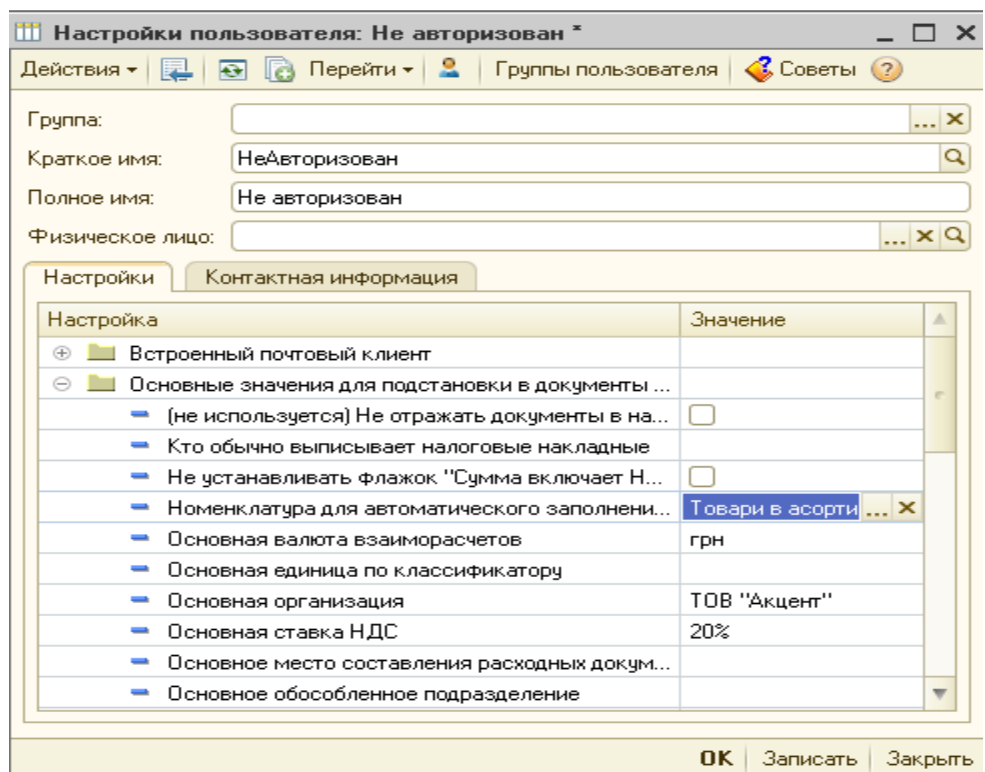 Настройки пользователя: Не авторизован *
Действия Перейти Группы пользователя Советы ?
Группа: ... ×
Краткое имя: НеАвторизован
Полное имя: Не авторизован
Физическое лицо: ... ×
Настройки Контактная информация
Настройка Значение
Встроенный почтовый клиент
Основные значения для подстановки в документы ...
(не используется) Не отражать документы в на...
Кто обычно выписывает налоговые накладные
Не устанавливать флажок "Сумма включает Н...
Номенклатура для автоматического заполнени... Товари в асорти ... ×
Основная валюта взаиморасчетов грн
Основная единица по классификатору
Основная организация ТОВ "Акцент"
Основная ставка НДС 20%
Основное место составления расходных докум...
Основное обособленное подразделение
OK Записать Закрыть